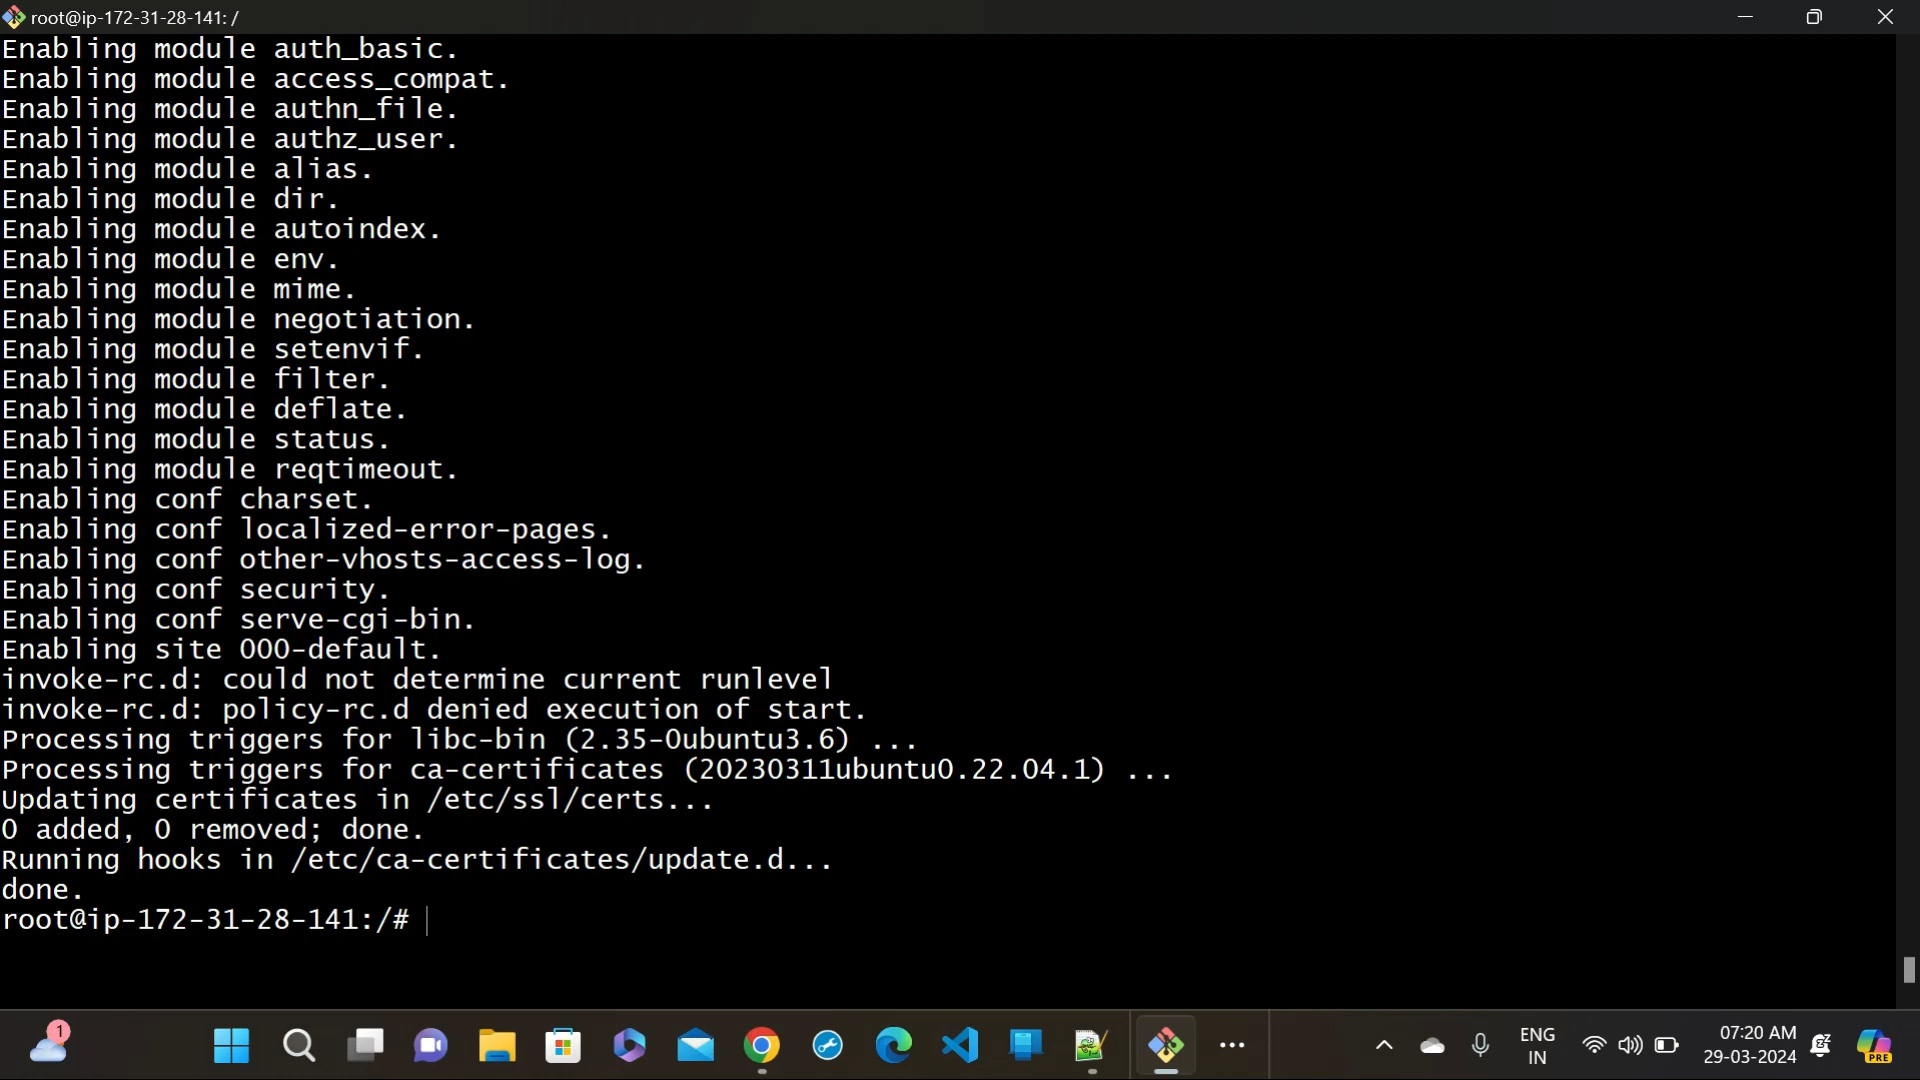 root@ip-172-31-28-141: /
Enabling module auth_basic.
Enabling module access_compat.
Enabling module authn_file.
Enabling module authz_user.
Enabling module alias.
Enabling module dir.
Enabling module autoindex.
Enabling module env.
Enabling module mime.
Enabling module negotiation.
Enabling module setenvif.
Enabling module filter.
Enabling module deflate.
Enabling module status.
Enabling module reqtimeout.
Enabling conf charset.
Enabling conf localized-error-pages.
Enabling conf other-vhosts-access-log.
Enabling conf security.
Enabling conf serve-cgi-bin.
Enabling site 000-default.
invoke-rc.d: could not determine current runlevel
invoke-rc.d: policy-rc.d denied execution of start.
Processing triggers for libc-bin (2.35-0ubuntu3.6) ...
Processing triggers for ca-certificates (20230311ubuntu0.22.04.1) ...
Updating certificates in /etc/ssl/certs...
0 added, 0 removed; done.
Running hooks in /etc/ca-certificates/update.d...
done.
root@ip-172-31-28-141:/#
1
ENG
IN
07:20 AM
29-03-2024
PRE